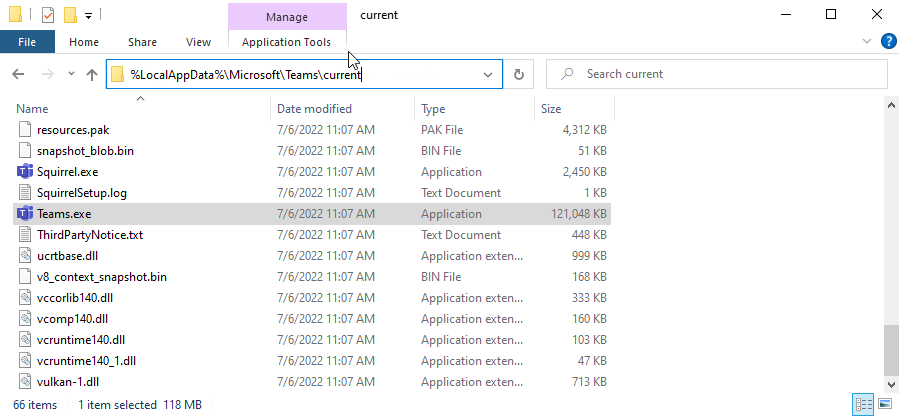 Manage current
File Home Share View Application Tools
%LocalAppData%\Microsoft\Teams\current Search current
Name Date modified Type Size
resources.pak 7/6/2022 11:07 AM PAK File 4,312 KB
snapshot_blob.bin 7/6/2022 11:07 AM BIN File 51 KB
Squirrel.exe 7/6/2022 11:07 AM Application 2,450 KB
SquirrelSetup.log 7/6/2022 11:07 AM Text Document 1 KB
Teams.exe 7/6/2022 11:07 AM Application 121,048 KB
ThirdPartyNotice.txt 7/6/2022 11:07 AM Text Document 448 KB
ucrtbase.dll 7/6/2022 11:07 AM Application exten... 999 KB
v8_context_snapshot.bin 7/6/2022 11:07 AM BIN File 168 KB
vccorlib140.dll 7/6/2022 11:07 AM Application exten... 333 KB
vcomp140.dll 7/6/2022 11:07 AM Application exten... 160 KB
vcruntime140.dll 7/6/2022 11:07 AM Application exten... 103 KB
vcruntime140_1.dll 7/6/2022 11:07 AM Application exten... 47 KB
vulkan-1.dll 7/6/2022 11:07 AM Application exten... 713 KB
66 items 1 item selected 118 MB